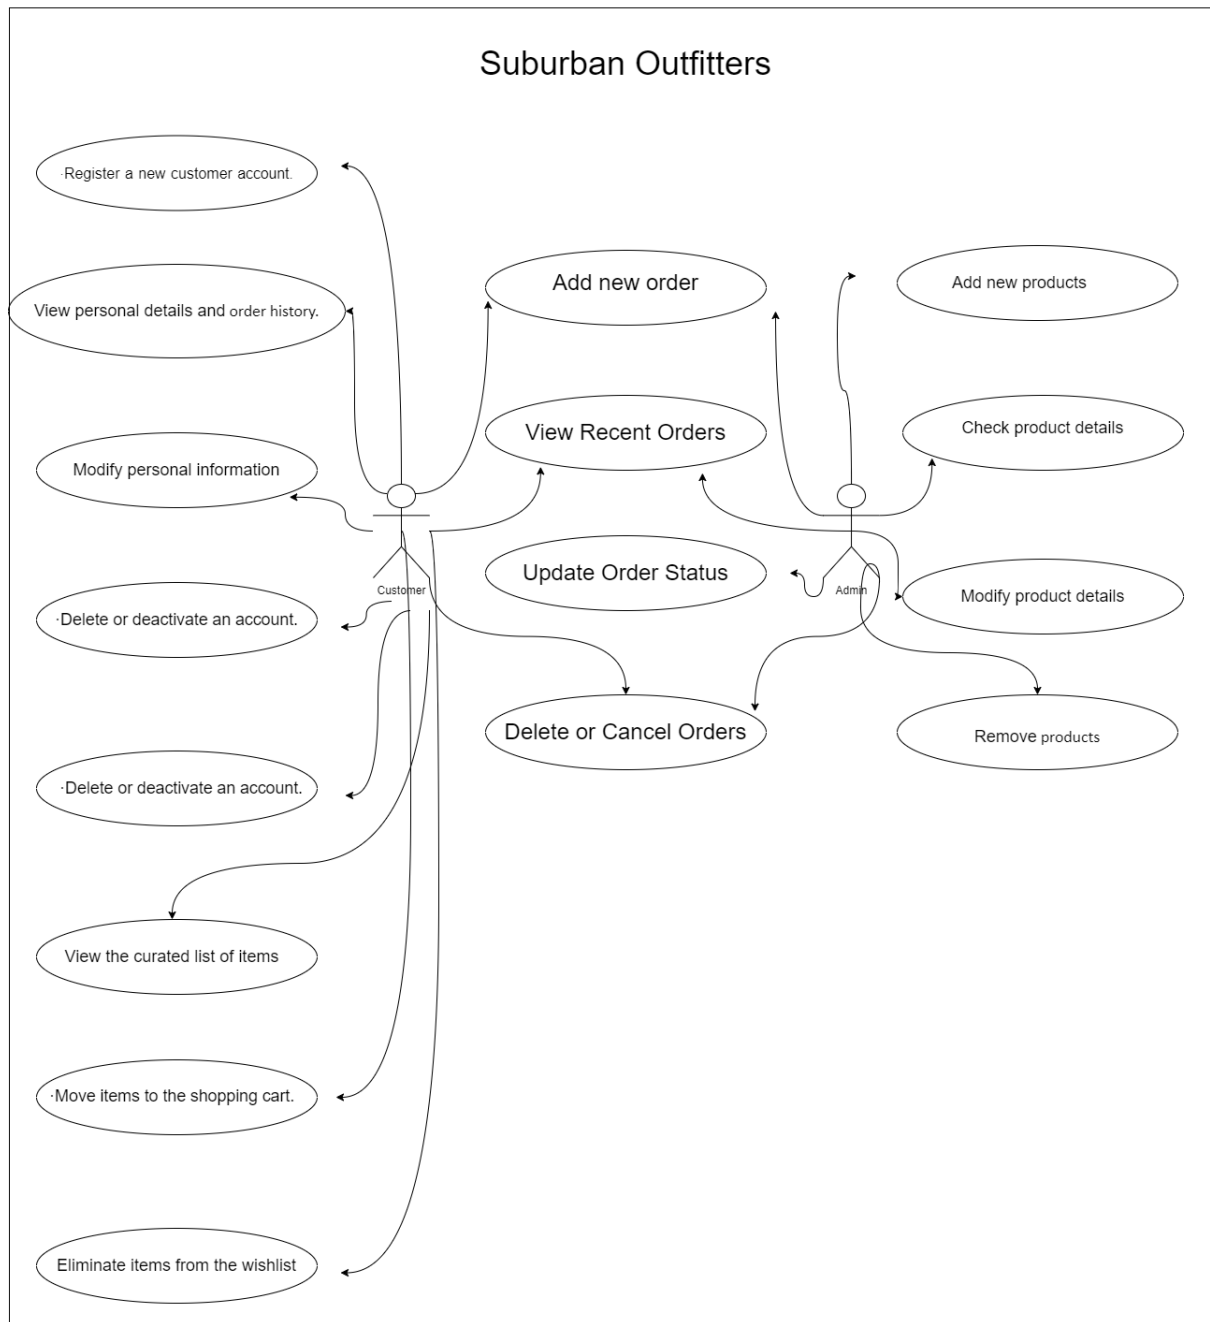 Suburban Outfitters
·Register a new customer account.
View personal details and order history.
Add new order
Add new products
Modify personal information
View Recent Orders
Check product details
Customer
Admin
Update Order Status
Modify product details
·Delete or deactivate an account.
Delete or Cancel Orders
Remove products
·Delete or deactivate an account.
View the curated list of items
·Move items to the shopping cart.
Eliminate items from the wishlist